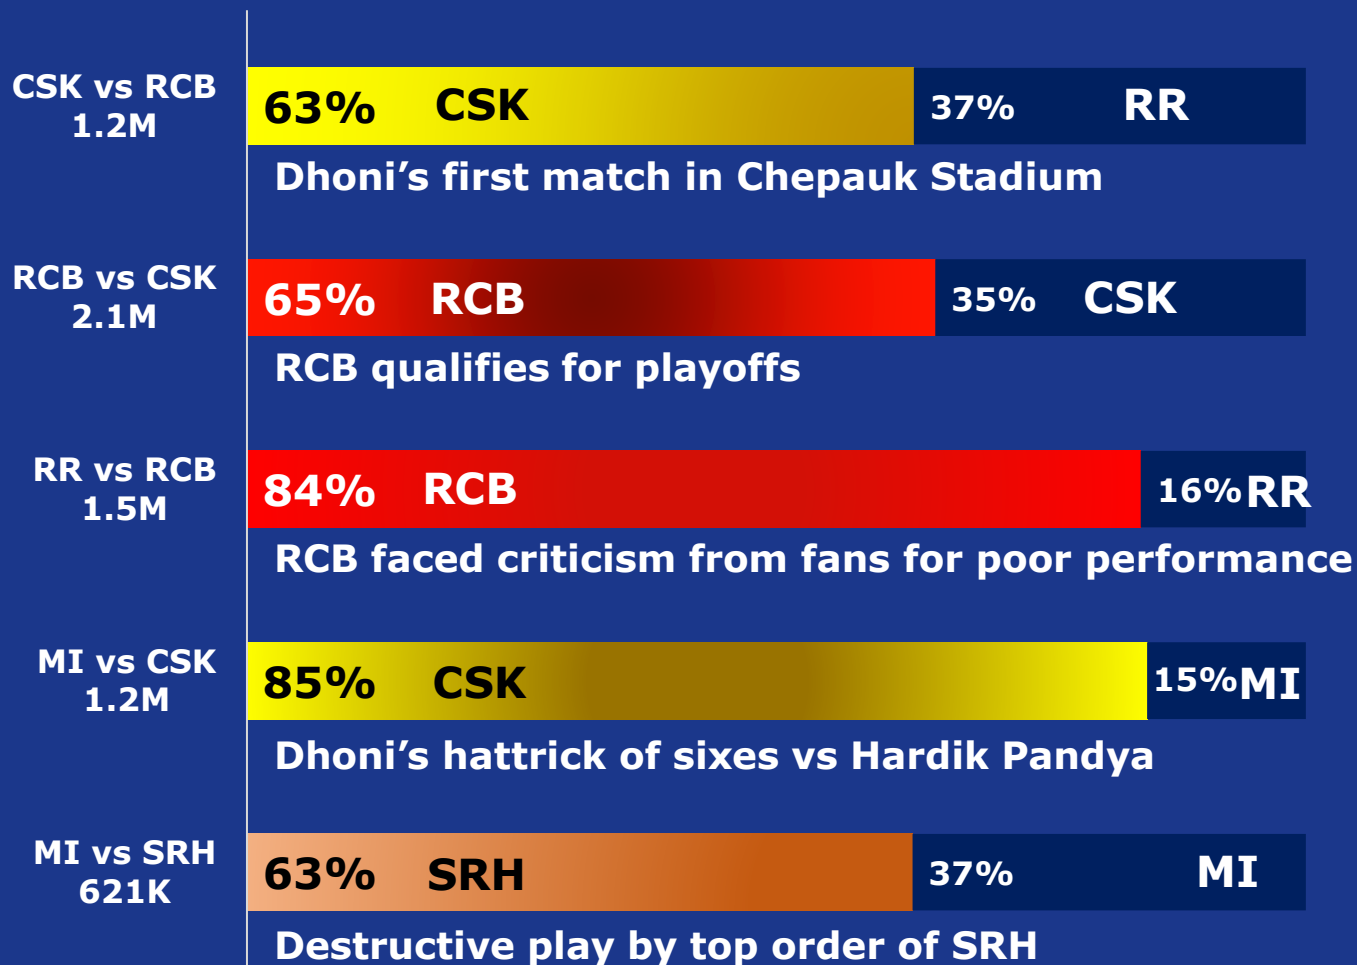 CSK vs RCB
1.2M
63% CSK 37% RR
Dhoni’s first match in Chepauk Stadium
RCB vs CSK
2.1M
65% RCB 35% CSK
RCB qualifies for playoffs
RR vs RCB
1.5M
84% RCB 16% RR
RCB faced criticism from fans for poor performance
MI vs CSK
1.2M
85% CSK 15% MI
Dhoni’s hattrick of sixes vs Hardik Pandya
MI vs SRH
621K
63% SRH 37% MI
Destructive play by top order of SRH